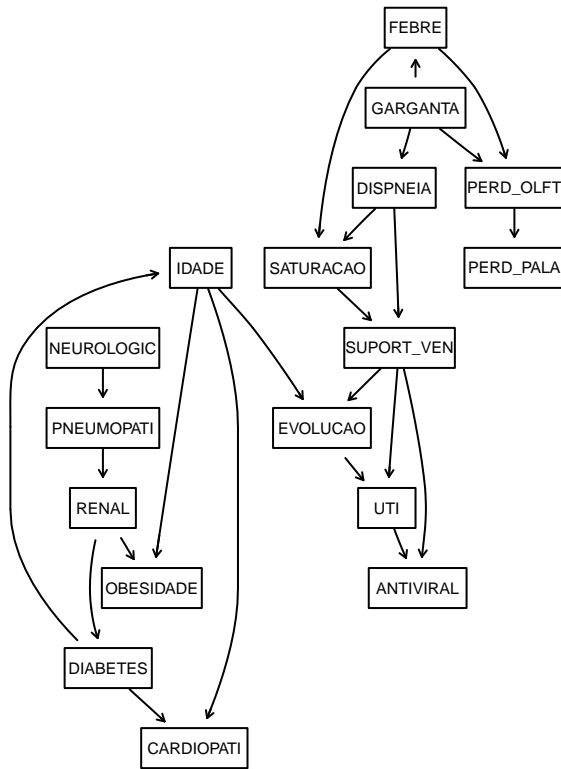 FEBRE
GARGANTA
DISPNEIA
PERD_OLFT
IDADE
SATURACAO
PERD_PALA
NEUROLOGIC
SUPORT_VEN
PNEUMOPATI
EVOLUCAO
RENAL
UTI
OBESIDADE
ANTIVIRAL
DIABETES
CARDIOPATI